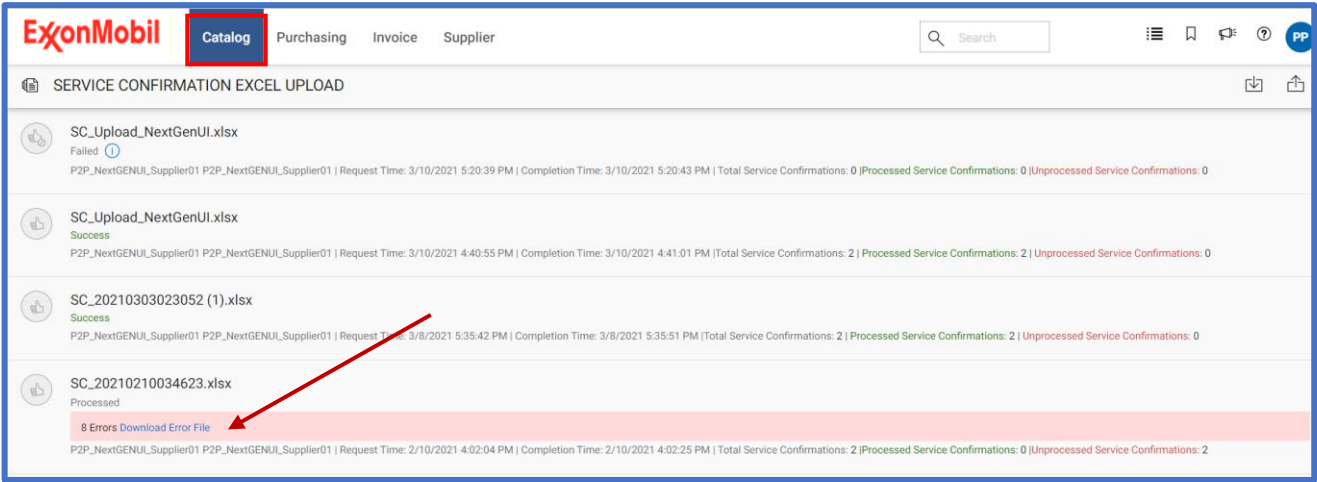 ExxonMobil Catalog Purchasing Invoice Supplier Search PP
SERVICE CONFIRMATION EXCEL UPLOAD
SC_Upload_NextGenUI.xlsx
Failed
P2P_NextGENUI_Supplier01 P2P_NextGENUI_Supplier01 | Request Time: 3/10/2021 5:20:39 PM | Completion Time: 3/10/2021 5:20:43 PM | Total Service Confirmations: 0 |Processed Service Confirmations: 0 |Unprocessed Service Confirmations: 0
SC_Upload_NextGenUI.xlsx
Success
P2P_NextGENUI_Supplier01 P2P_NextGENUI_Supplier01 | Request Time: 3/10/2021 4:40:55 PM | Completion Time: 3/10/2021 4:41:01 PM |Total Service Confirmations: 2 | Processed Service Confirmations: 2 | Unprocessed Service Confirmations: 0
SC_20210303023052 (1).xlsx
Success
P2P_NextGENUI_Supplier01 P2P_NextGENUI_Supplier01 | Request Time: 3/8/2021 5:35:42 PM | Completion Time: 3/8/2021 5:35:51 PM |Total Service Confirmations: 2 | Processed Service Confirmations: 2 | Unprocessed Service Confirmations: 0
SC_20210210034623.xlsx
Processed
8 Errors Download Error File
P2P_NextGENUI_Supplier01 P2P_NextGENUI_Supplier01 | Request Time: 2/10/2021 4:02:04 PM | Completion Time: 2/10/2021 4:02:25 PM | Total Service Confirmations: 2 |Processed Service Confirmations: 0 |Unprocessed Service Confirmations: 2